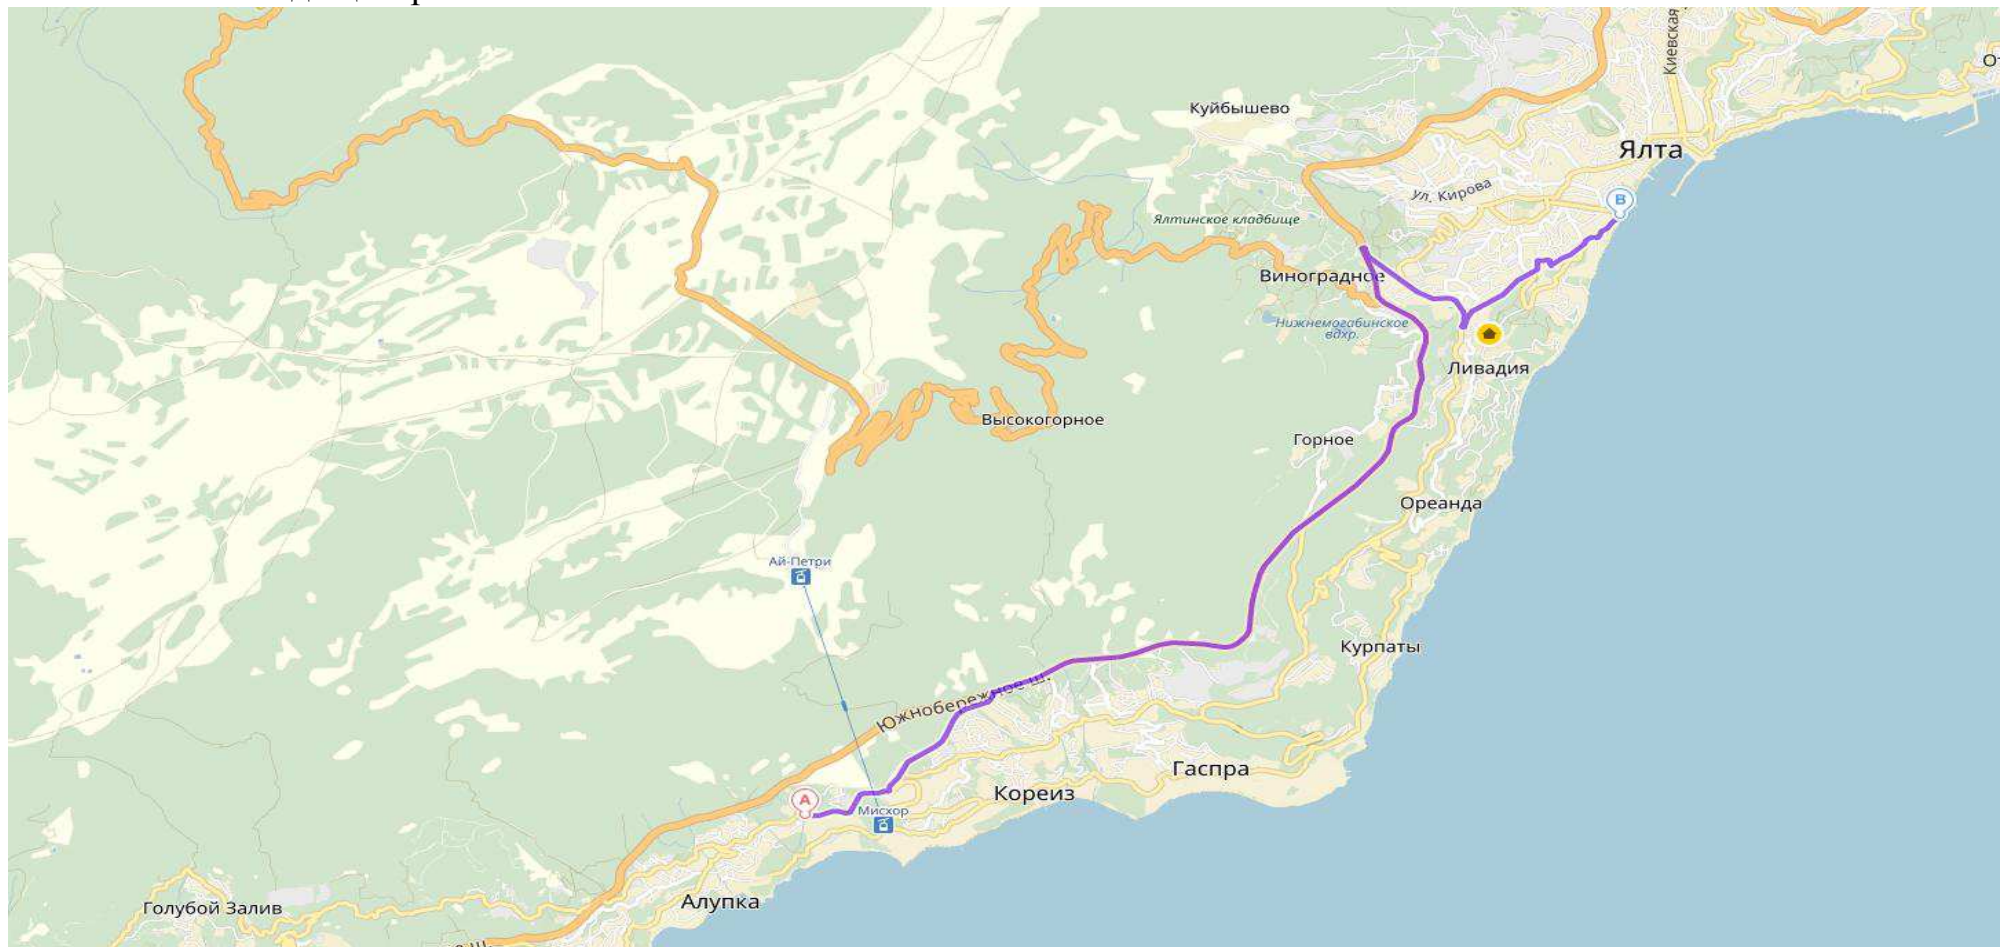 Киевская
Куйбышево
Ялта
ул. Кирова
B
Ялтинское кладбище
Виноградное
Нижнемогабинское
вдхр.
Ливадия
Высокогорное
Горное
Ореанда
Ай-Петри
Курпаты
Южнобережное ш.
Гаспра
Кореиз
A
Мисхор
Алупка
Голубой Залив